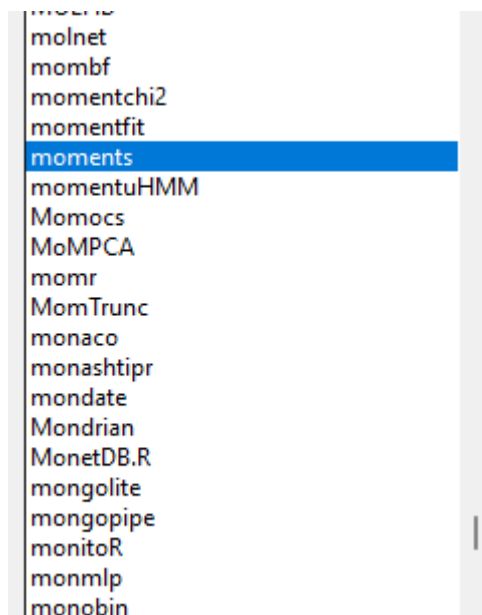 molnet
mombf
momentchi2
momentfit
moments
momentuHMM
Momocs
MoMPCA
momr
MomTrunc
monaco
monashtipr
mondate
Mondrian
MonetDB.R
mongolite
mongopipe
monitoR
monmlp
monobin